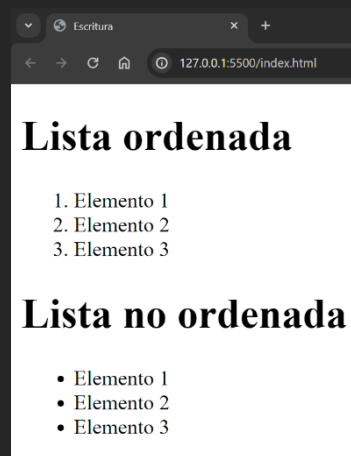 Escritura
127.0.0.1:5500/index.html
Lista ordenada
1. Elemento 1
2. Elemento 2
3. Elemento 3
Lista no ordenada
• Elemento 1
• Elemento 2
• Elemento 3